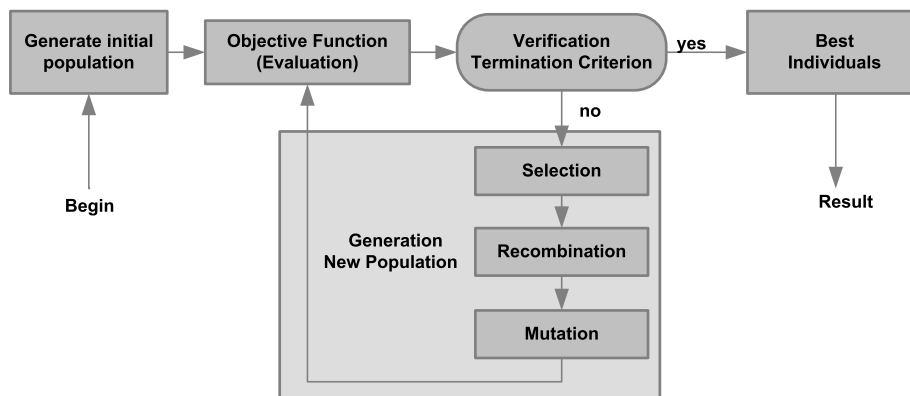 Generate initial
population
Objective Function
(Evaluation)
Verification
Termination Criterion
yes
Best
Individuals
no
Begin
Selection
Result
Generation
New Population
Recombination
Mutation